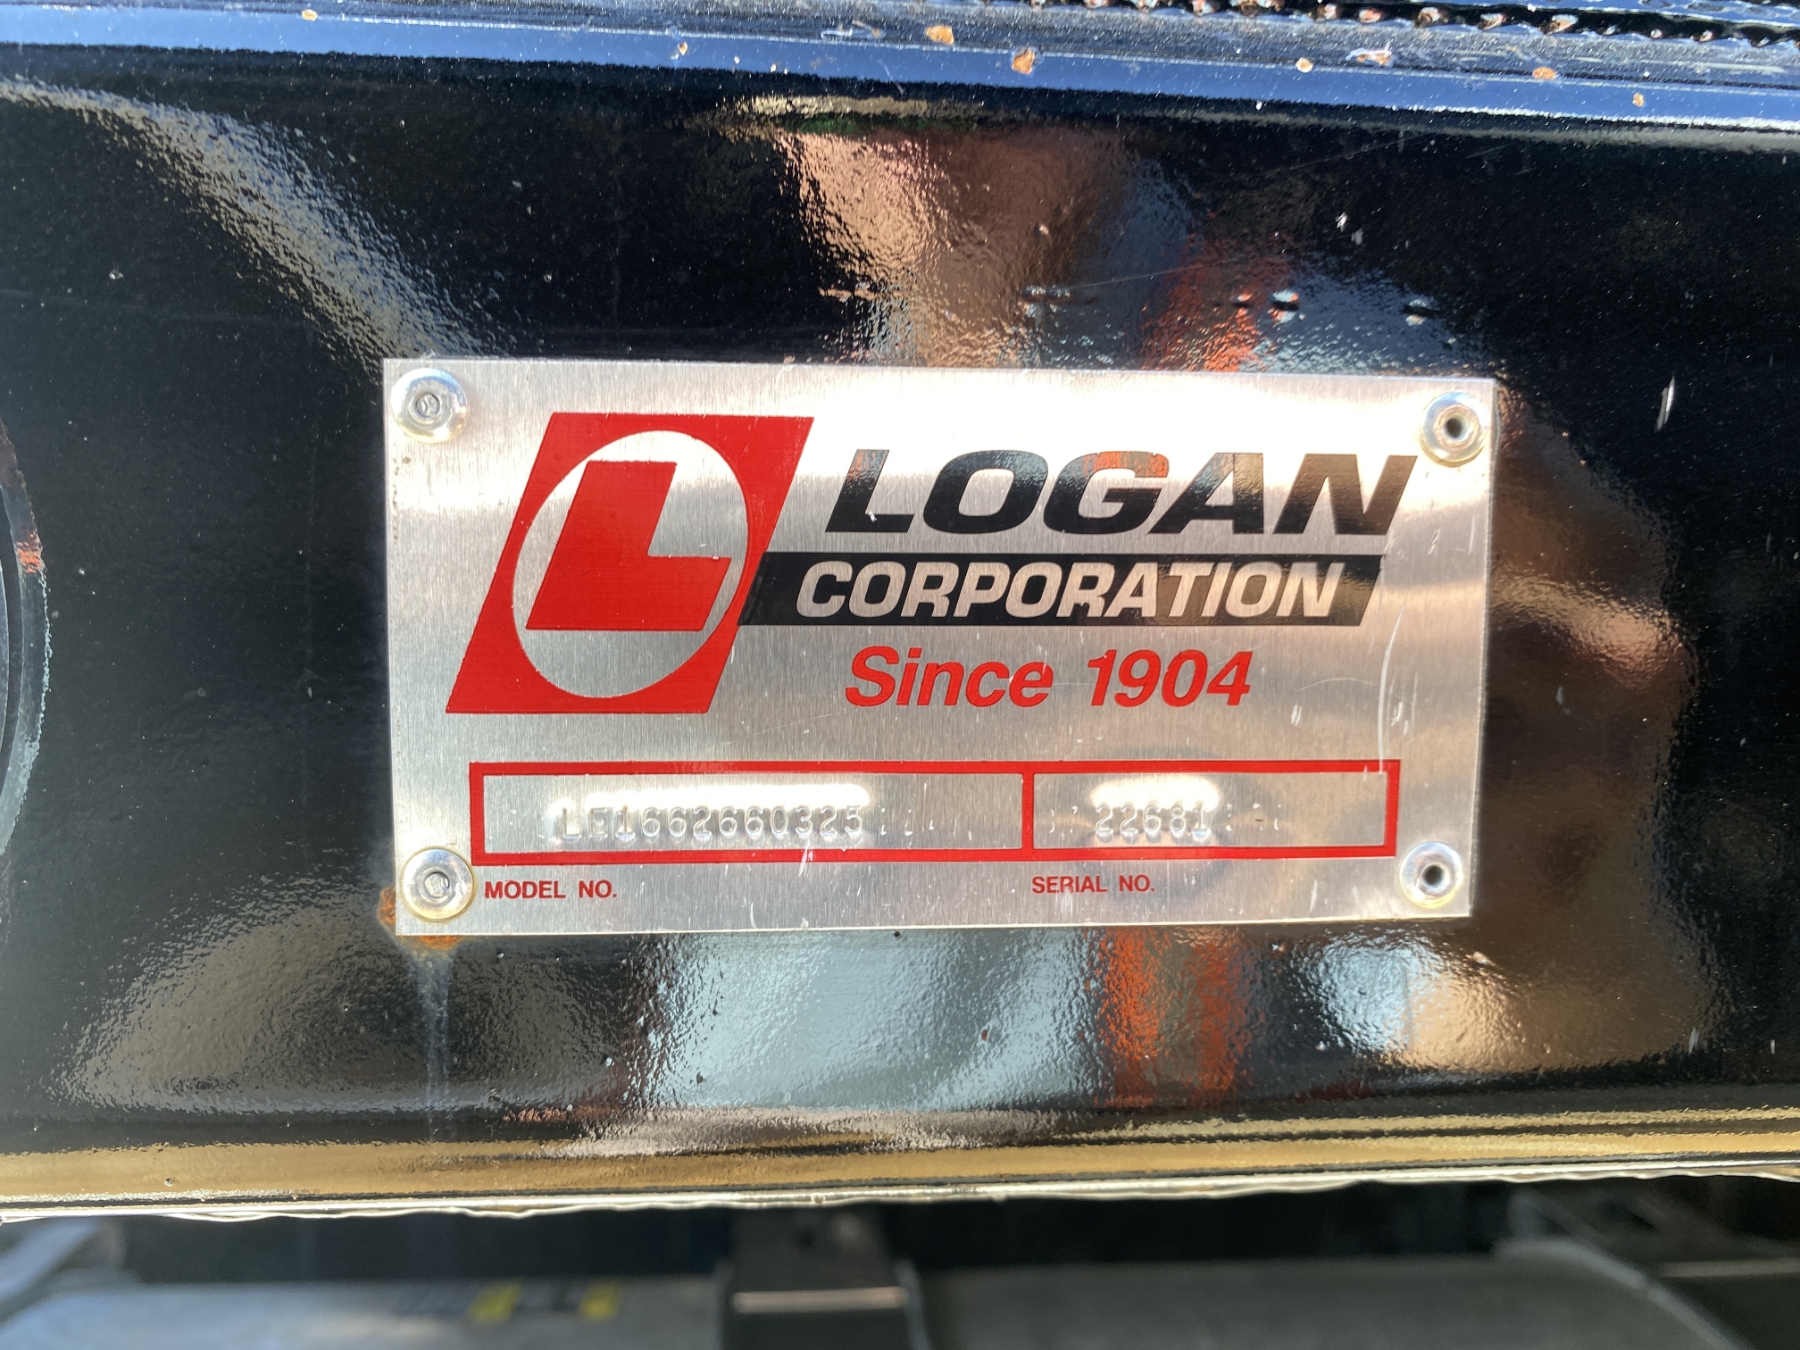 L
LOGAN
CORPORATION
Since 1904
LE1662660325 22681
MODEL NO. SERIAL NO.